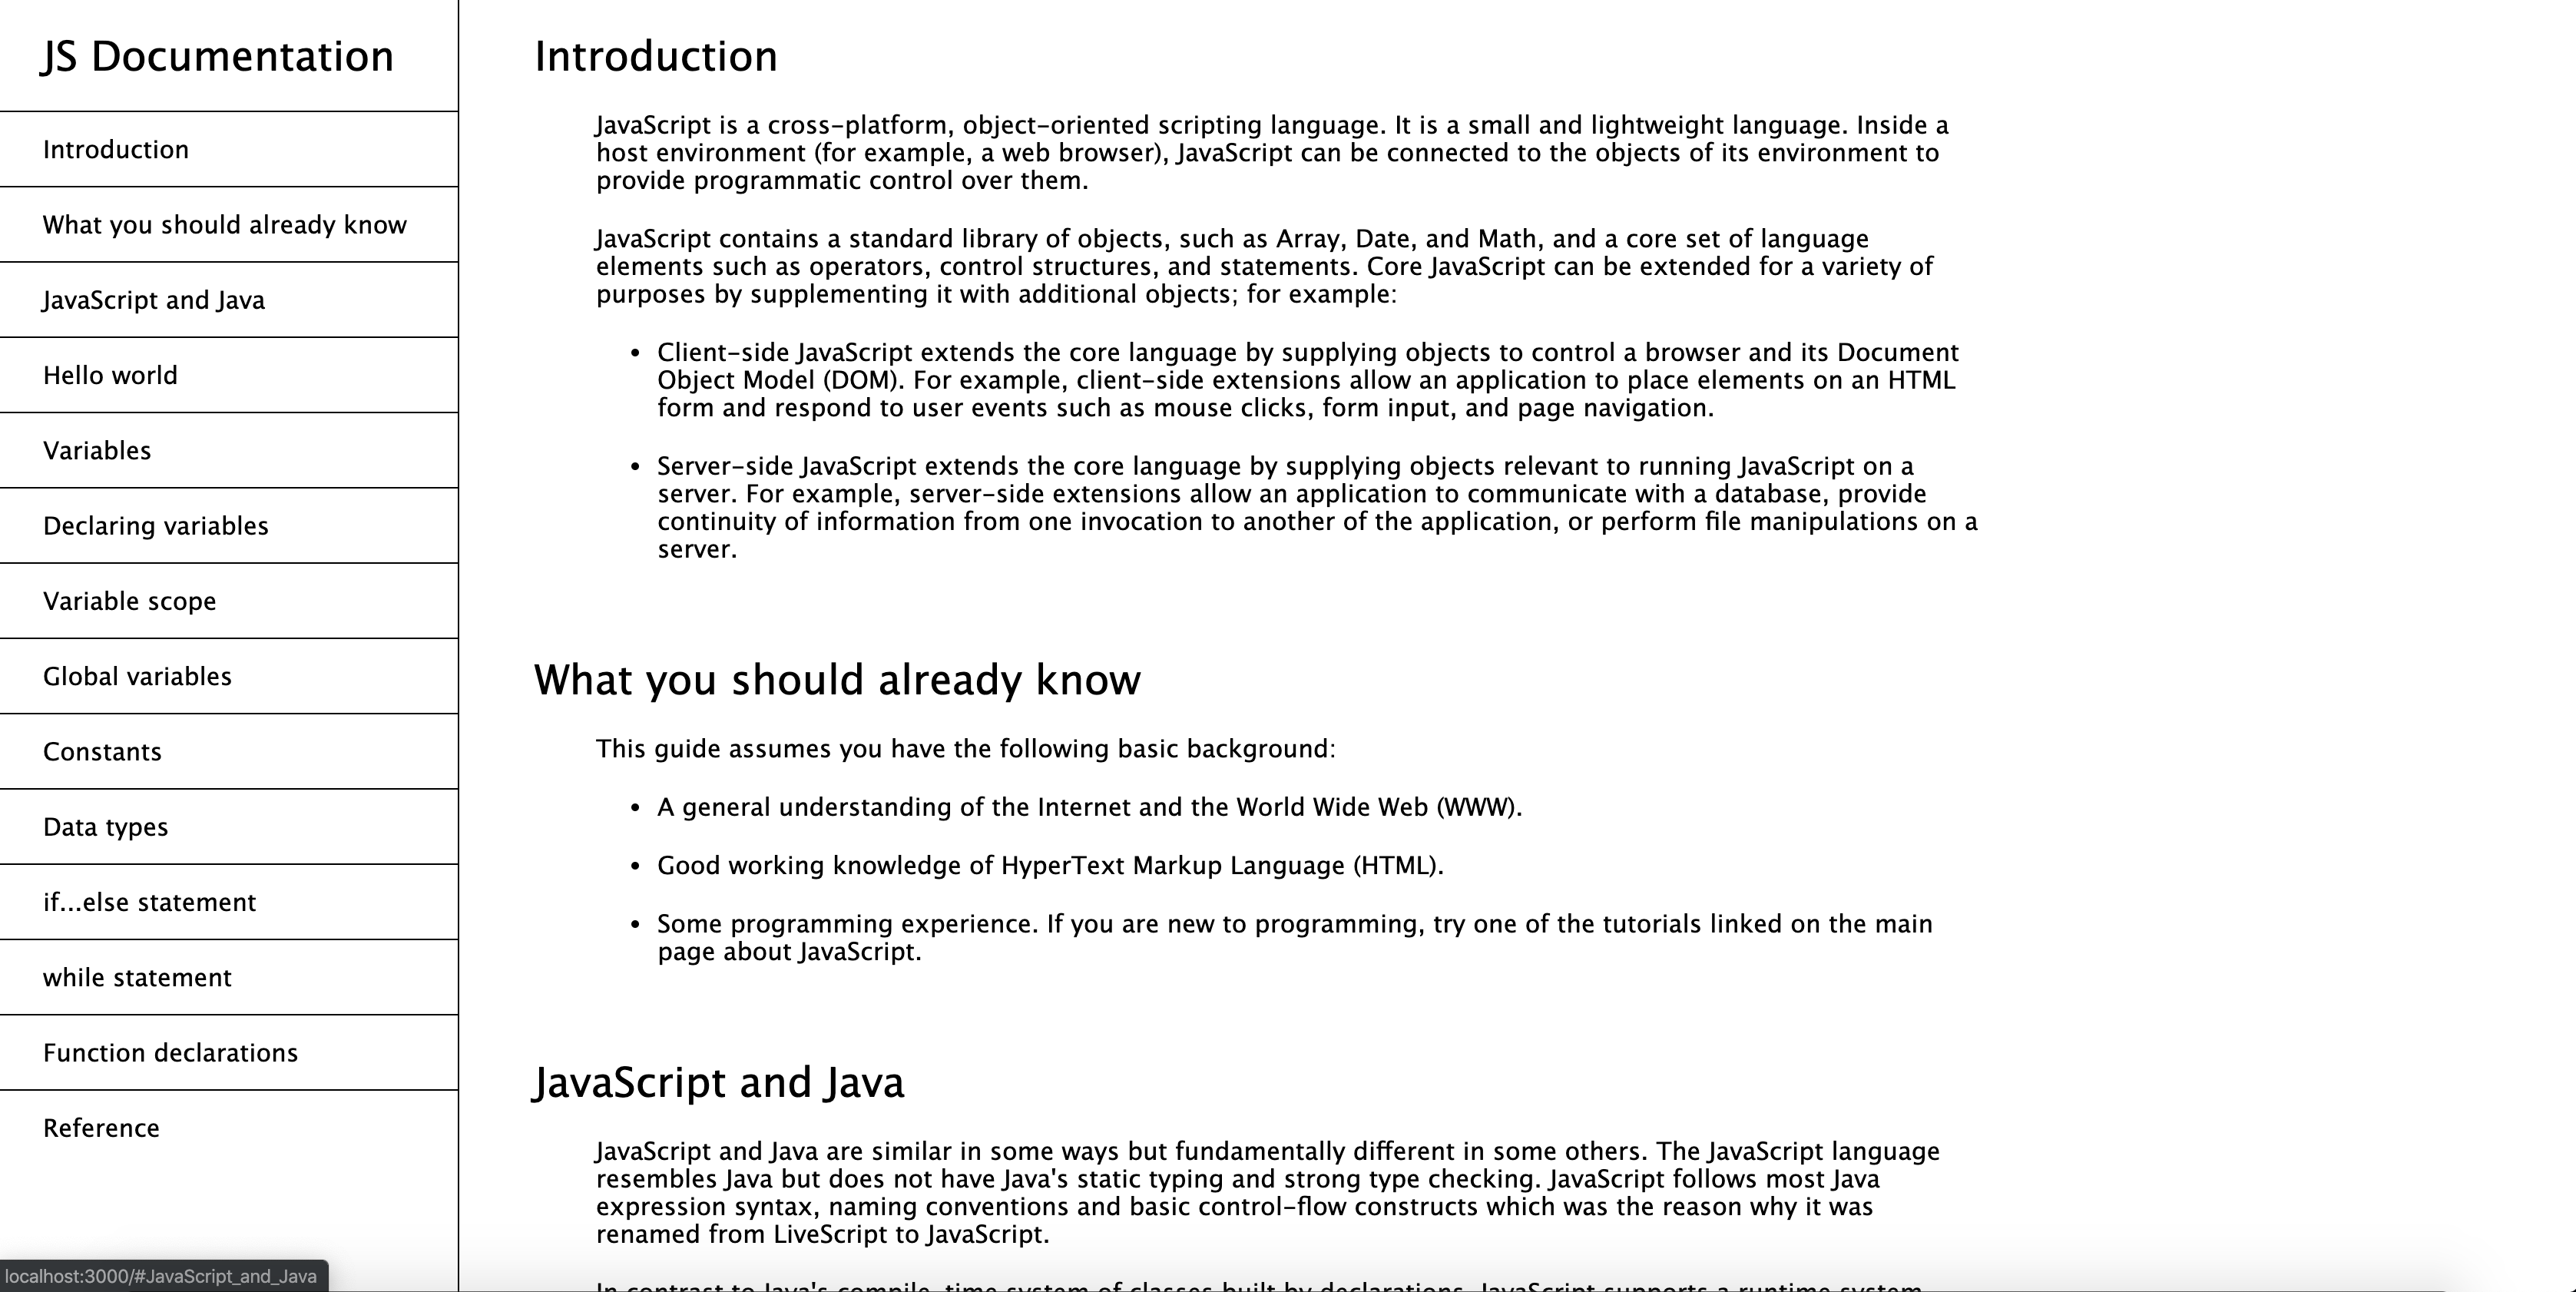 JS Documentation
Introduction
What you should already know
JavaScript and Java
Hello world
Variables
Declaring variables
Variable scope
Global variables
Constants
Data types
if...else statement
while statement
Function declarations
Reference
localhost:3000/#JavaScript_and_Java
Introduction
JavaScript is a cross-platform, object-oriented scripting language. It is a small and lightweight language. Inside a
host environment (for example, a web browser), JavaScript can be connected to the objects of its environment to
provide programmatic control over them.
JavaScript contains a standard library of objects, such as Array, Date, and Math, and a core set of language
elements such as operators, control structures, and statements. Core JavaScript can be extended for a variety of
purposes by supplementing it with additional objects; for example:
• Client-side JavaScript extends the core language by supplying objects to control a browser and its Document
Object Model (DOM). For example, client-side extensions allow an application to place elements on an HTML
form and respond to user events such as mouse clicks, form input, and page navigation.
• Server-side JavaScript extends the core language by supplying objects relevant to running JavaScript on a
server. For example, server-side extensions allow an application to communicate with a database, provide
continuity of information from one invocation to another of the application, or perform file manipulations on a
server.
What you should already know
This guide assumes you have the following basic background:
• A general understanding of the Internet and the World Wide Web (WWW).
• Good working knowledge of HyperText Markup Language (HTML).
• Some programming experience. If you are new to programming, try one of the tutorials linked on the main
page about JavaScript.
JavaScript and Java
JavaScript and Java are similar in some ways but fundamentally different in some others. The JavaScript language
resembles Java but does not have Java's static typing and strong type checking. JavaScript follows most Java
expression syntax, naming conventions and basic control-flow constructs which was the reason why it was
renamed from LiveScript to JavaScript.
In contrast to Java's compile-time system of classes built by declarations, JavaScript supports a runtime system